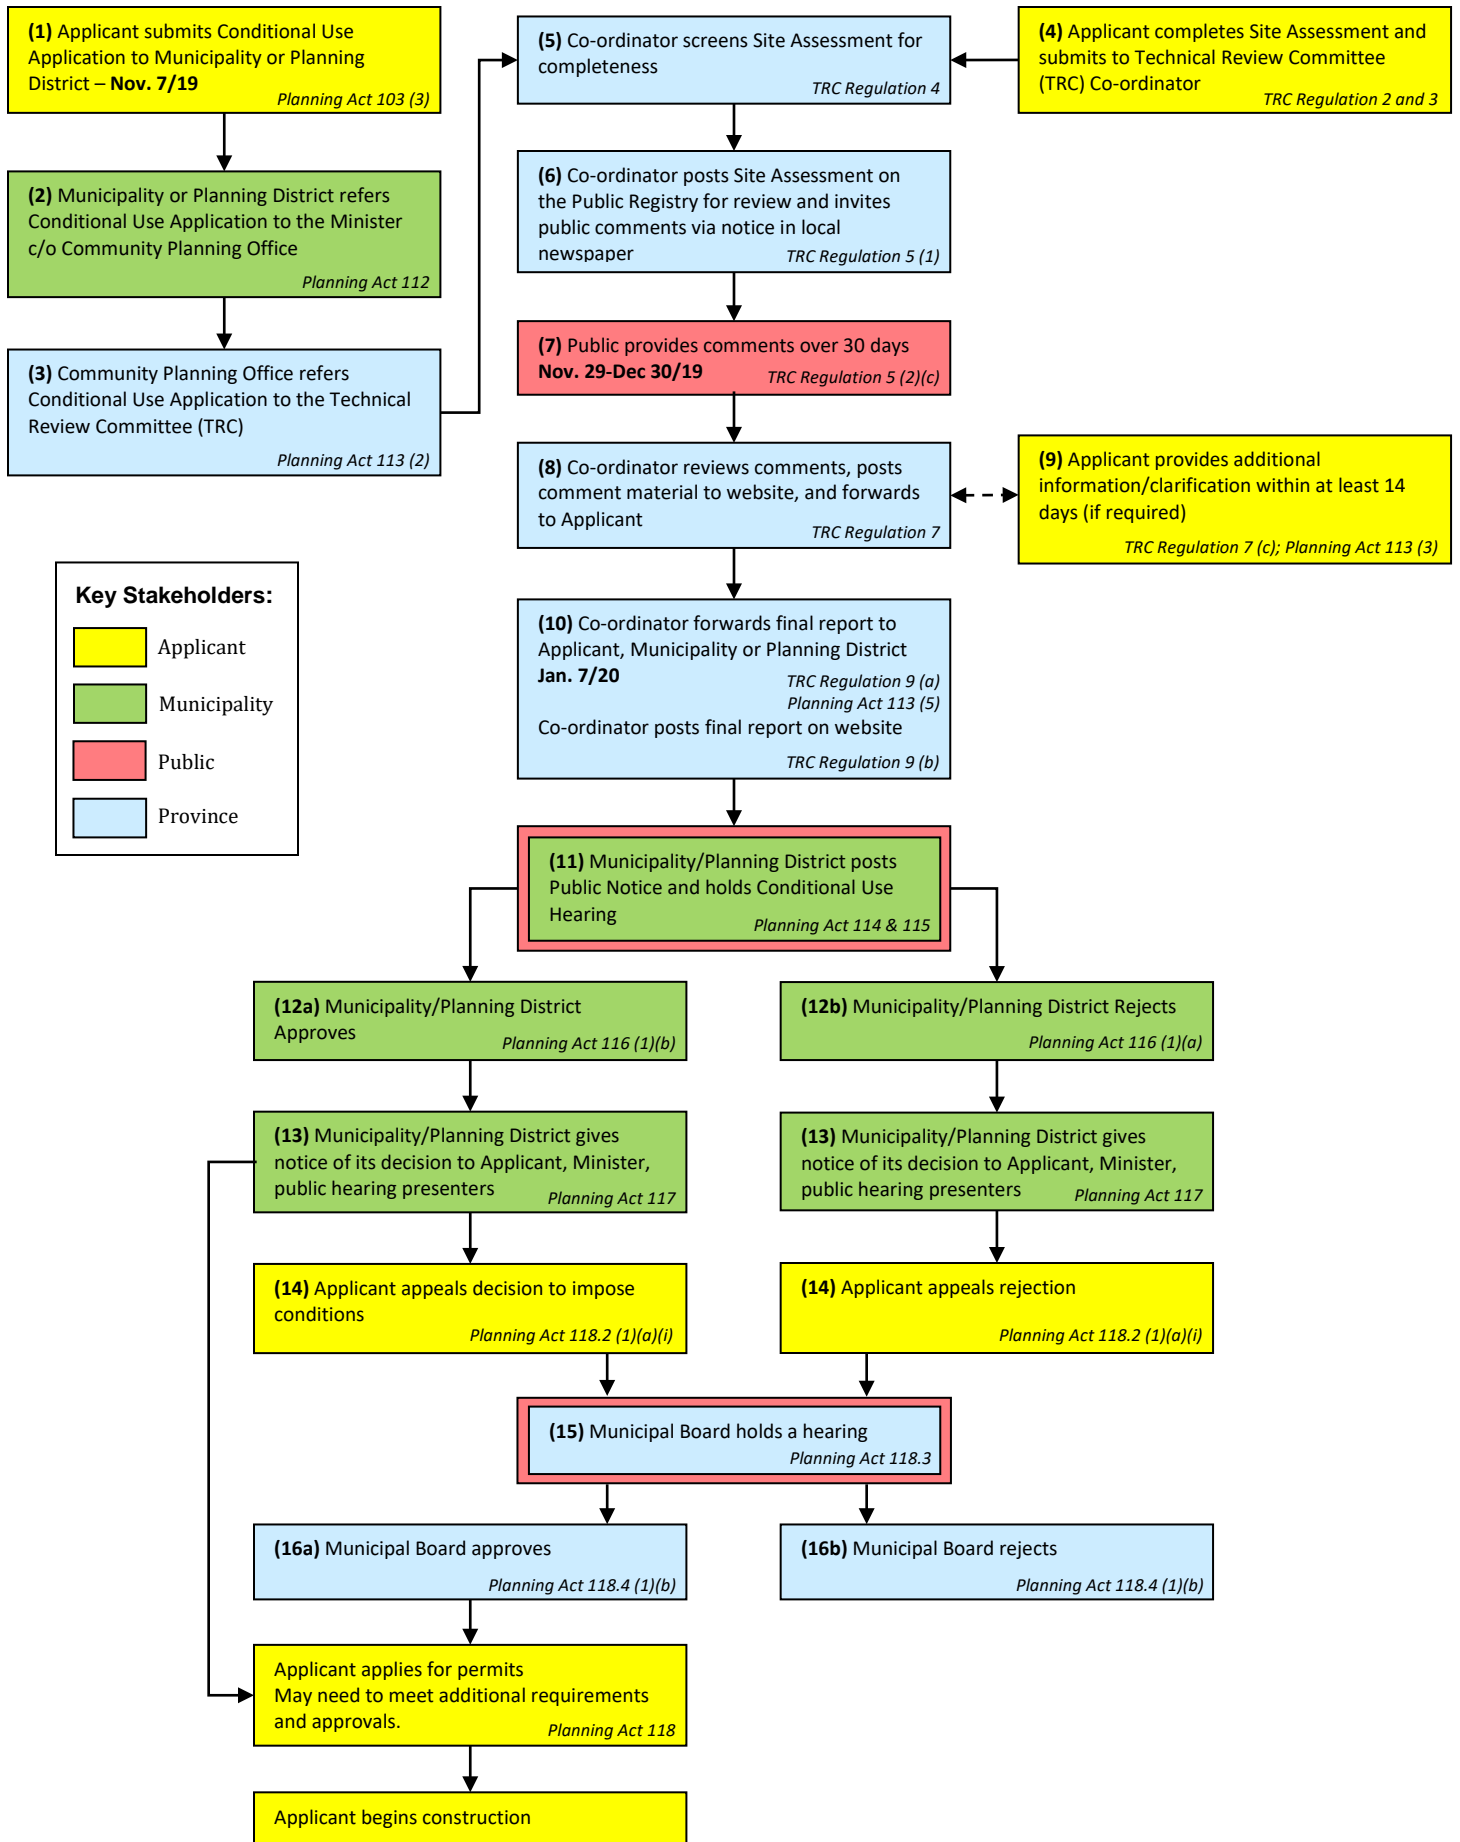 (1) Applicant submits Conditional Use
Application to Municipality or Planning
District – Nov. 7/19
Planning Act 103 (3)
(2) Municipality or Planning District refers
Conditional Use Application to the Minister
c/o Community Planning Office
Planning Act 112
(3) Community Planning Office refers
Conditional Use Application to the Technical
Review Committee (TRC)
Planning Act 113 (2)
(4) Applicant completes Site Assessment and
submits to Technical Review Committee
(TRC) Co-ordinator
TRC Regulation 2 and 3
(5) Co-ordinator screens Site Assessment for
completeness
TRC Regulation 4
(6) Co-ordinator posts Site Assessment on
the Public Registry for review and invites
public comments via notice in local
newspaper
TRC Regulation 5 (1)
(7) Public provides comments over 30 days
Nov. 29-Dec 30/19
TRC Regulation 5 (2)(c)
(8) Co-ordinator reviews comments, posts
comment material to website, and forwards
to Applicant
TRC Regulation 7
(9) Applicant provides additional
information/clarification within at least 14
days (if required)
TRC Regulation 7 (c); Planning Act 113 (3)
Key Stakeholders:
Applicant
Municipality
Public
Province
(10) Co-ordinator forwards final report to
Applicant, Municipality or Planning District
Jan. 7/20
TRC Regulation 9 (a)
Planning Act 113 (5)
Co-ordinator posts final report on website
TRC Regulation 9 (b)
(11) Municipality/Planning District posts
Public Notice and holds Conditional Use
Hearing
Planning Act 114 & 115
(12a) Municipality/Planning District
Approves
Planning Act 116 (1)(b)
(12b) Municipality/Planning District Rejects
Planning Act 116 (1)(a)
(13) Municipality/Planning District gives
notice of its decision to Applicant, Minister,
public hearing presenters
Planning Act 117
(13) Municipality/Planning District gives
notice of its decision to Applicant, Minister,
public hearing presenters
Planning Act 117
(14) Applicant appeals decision to impose
conditions
Planning Act 118.2 (1)(a)(i)
(14) Applicant appeals rejection
Planning Act 118.2 (1)(a)(i)
(15) Municipal Board holds a hearing
Planning Act 118.3
(16a) Municipal Board approves
Planning Act 118.4 (1)(b)
(16b) Municipal Board rejects
Planning Act 118.4 (1)(b)
Applicant applies for permits
May need to meet additional requirements
and approvals.
Planning Act 118
Applicant begins construction